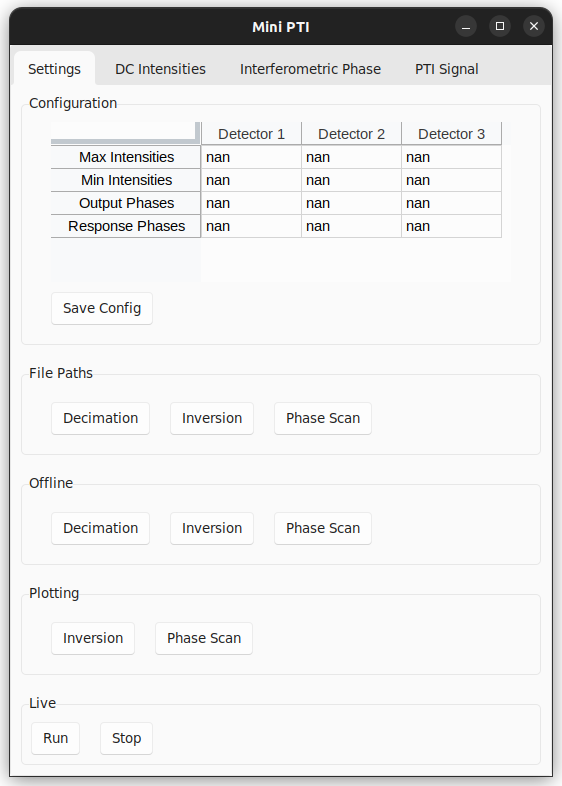 Mini PTI
Settings DC Intensities Interferometric Phase PTI Signal
Configuration
Detector 1 Detector 2 Detector 3
Max Intensities nan nan nan
Min Intensities nan nan nan
Output Phases nan nan nan
Response Phases nan nan nan
Save Config
File Paths
Decimation Inversion Phase Scan
Offline
Decimation Inversion Phase Scan
Plotting
Inversion Phase Scan
Live
Run Stop